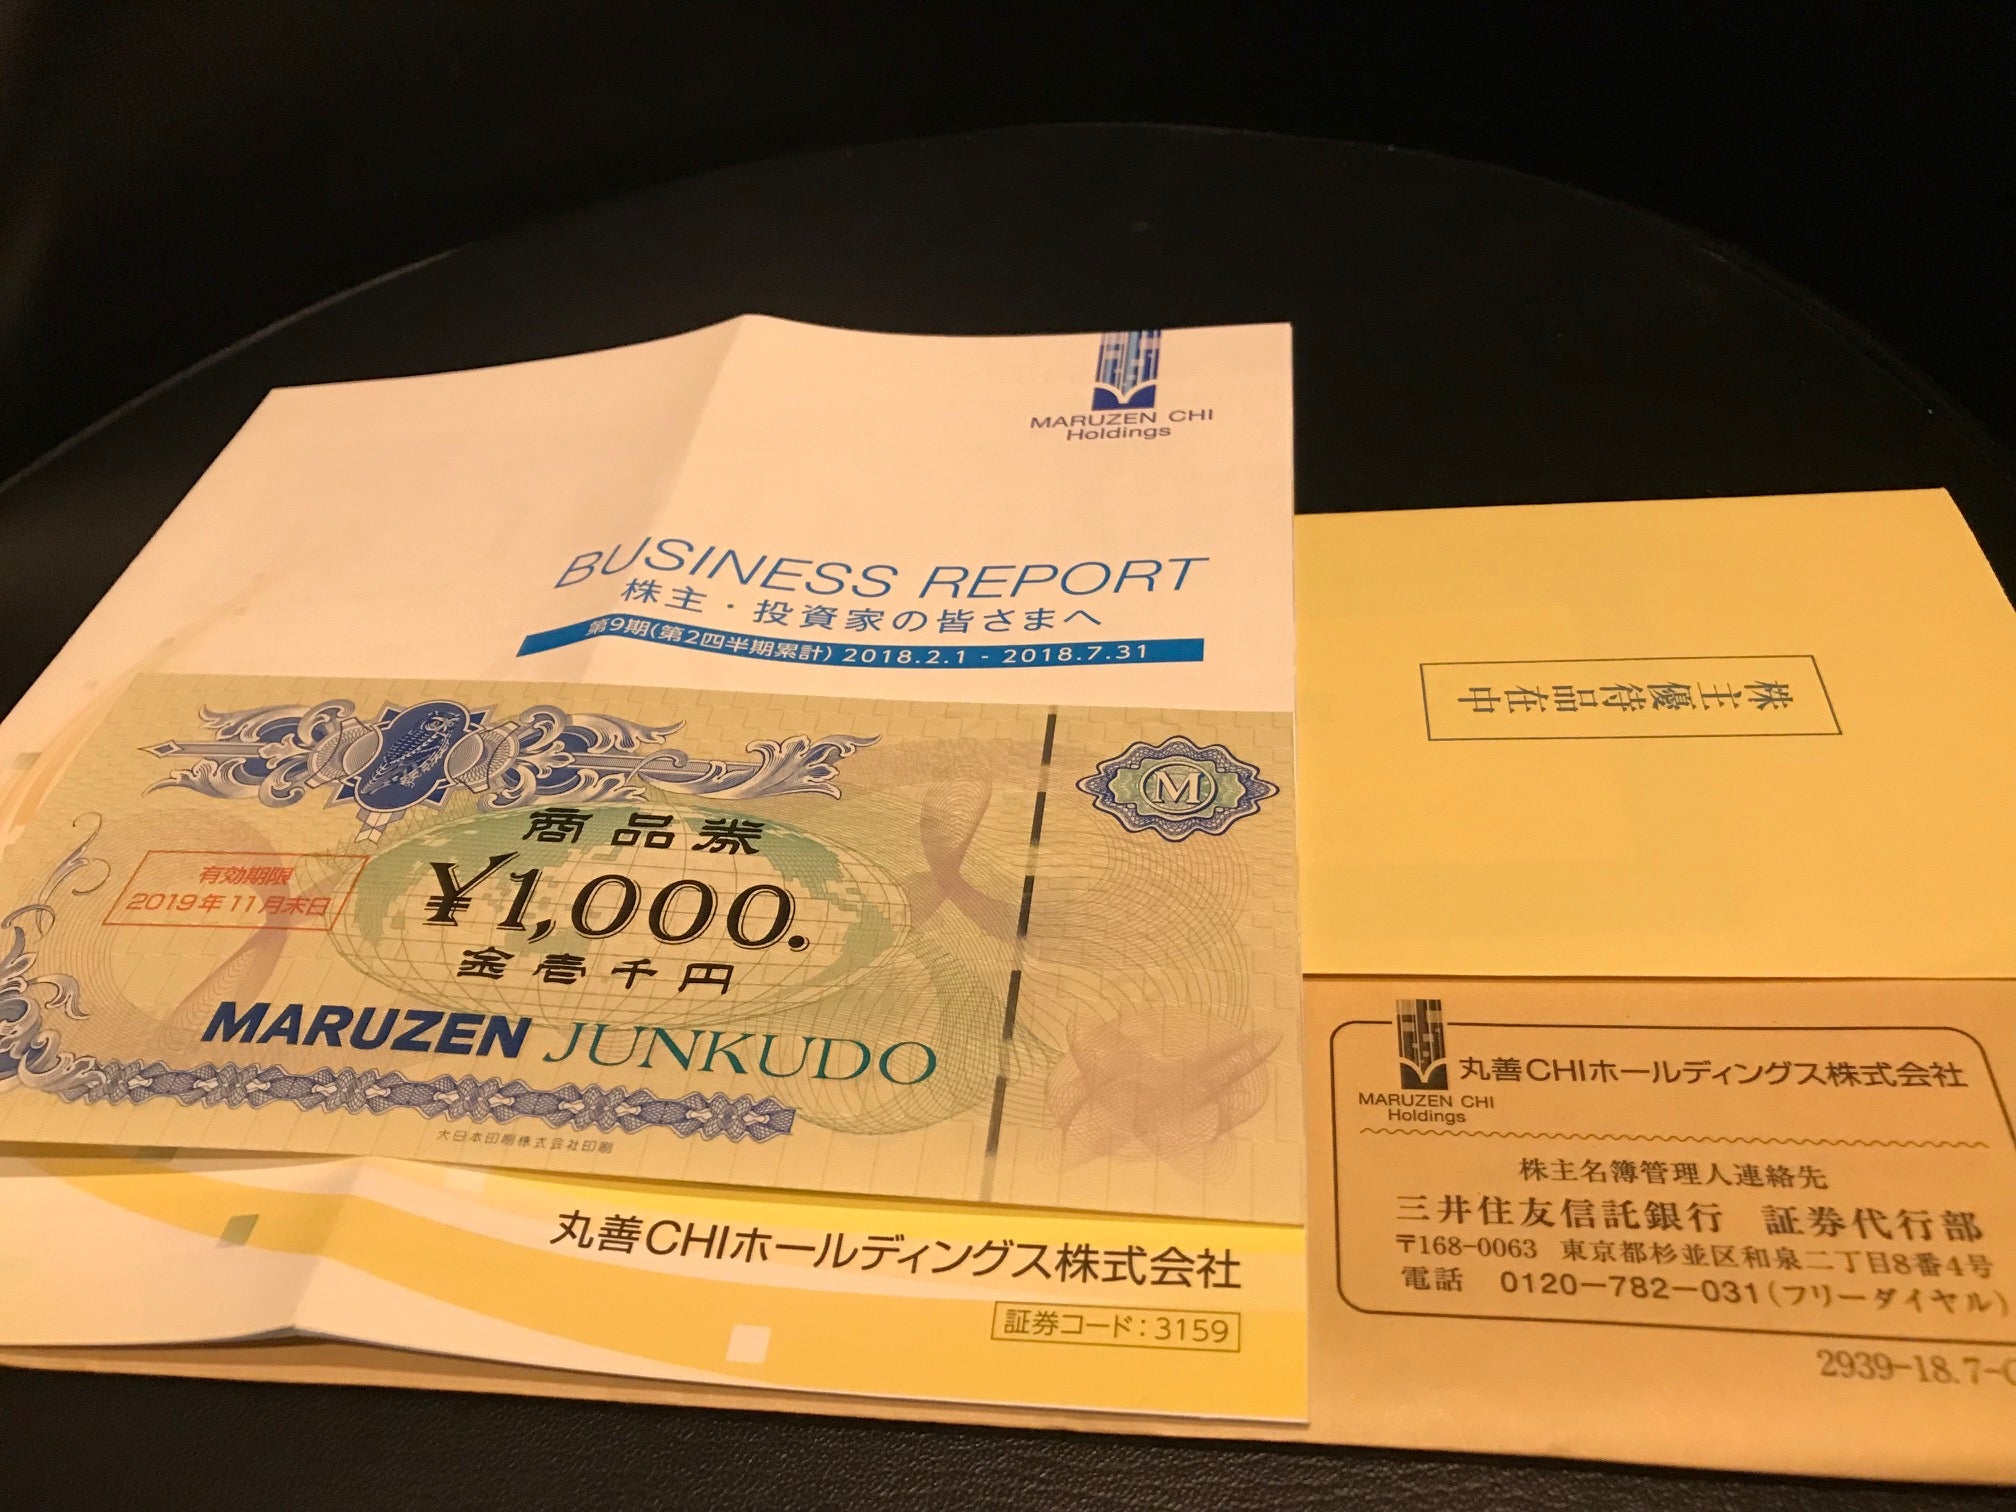 MARUZEN CHI
Holdings
BUSINESS REPORT
株主・投資家の皆さまへ
第9期(第2四半期累計) 2018.2.1 - 2018.7.31
商品券
¥1,000.
金壱千円
有効期限
2019年11月末日
M
MARUZEN JUNKUDO
大日本印刷株式会社印刷
丸善CHIホールディングス株式会社
証券コード:3159
株主優待品在中
丸善CHIホールディングス株式会社
MARUZEN CHI
Holdings
株主名簿管理人連絡先
三井住友信託銀行 証券代行部
〒168-0063 東京都杉並区和泉二丁目8番4号
電話 0120-782-031(フリーダイヤル)
2939-18.7-